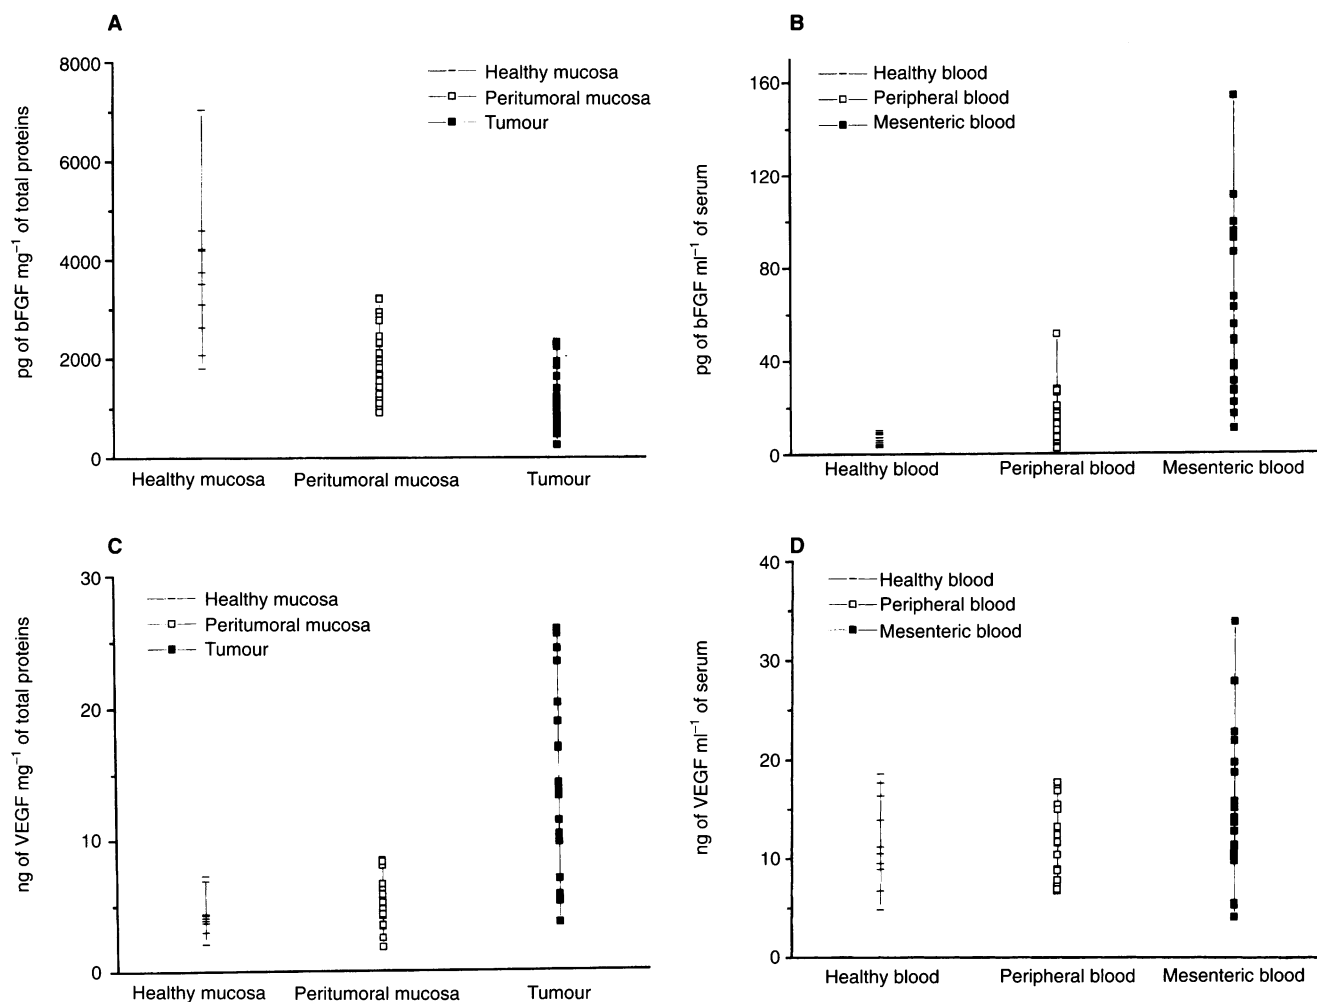 A
8000
6000
4000
2000
0
pg of bFGF mg⁻¹ of total proteins
Healthy mucosa
Peritumoral mucosa
Tumour
Healthy mucosa
Peritumoral mucosa
Tumour
B
160
120
80
40
0
pg of bFGF ml⁻¹ of serum
Healthy blood
Peripheral blood
Mesenteric blood
Healthy blood
Peripheral blood
Mesenteric blood
C
30
20
10
0
ng of VEGF mg⁻¹ of total proteins
Healthy mucosa
Peritumoral mucosa
Tumour
Healthy mucosa
Peritumoral mucosa
Tumour
D
40
30
20
10
0
ng of VEGF ml⁻¹ of serum
Healthy blood
Peripheral blood
Mesenteric blood
Healthy blood
Peripheral blood
Mesenteric blood